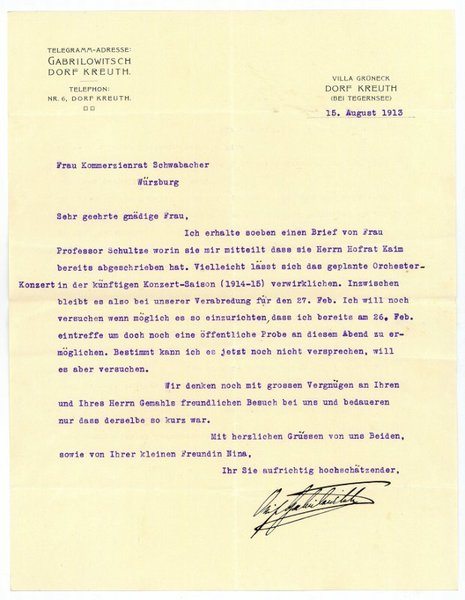 TELEGRAMM-ADRESSE:
GABRILOWITSCH
DORF KREUTH.
TELEPHON:
NR. 6, DORF KREUTH.
VILLA GRÜNECK
DORF KREUTH
(BEI TEGERNSEE)
15. August 1913
Frau Kommerzienrat Schwabacher
Würzburg
Sehr geehrte gnädige Frau,
Ich erhalte soeben einen Brief von Frau
Professor Schultze worin sie mir mitteilt dass sie Herrn Hofrat Kaim
bereits abgeschrieben hat. Vielleicht lässt sich das geplante Orchester-
Konzert in der künftigen Konzert-Saison (1914-15) verwirklichen. Inzwischen
bleibt es also bei unserer Verabredung für den 27. Feb. Ich will noch
versuchen wenn möglich es so einzurichten, dass ich bereits am 26. Feb.
eintreffe um doch noch eine öffentliche Probe an diesem Abend zu er-
möglichen. Bestimmt kann ich es jetzt noch nicht versprechen, will
es aber versuchen.
Wir denken noch mit grossen Vergnügen an Ihren
und Ihres Herrn Gemahls freundlichen Besuch bei uns und bedaueren
nur dass derselbe so kurz war.
Mit herzlichen Grüssen von uns Beiden,
sowie von Ihrer kleinen Freundin Nina,
Ihr Sie aufrichtig hochschätzender,
Ossip Gabrilowitsch